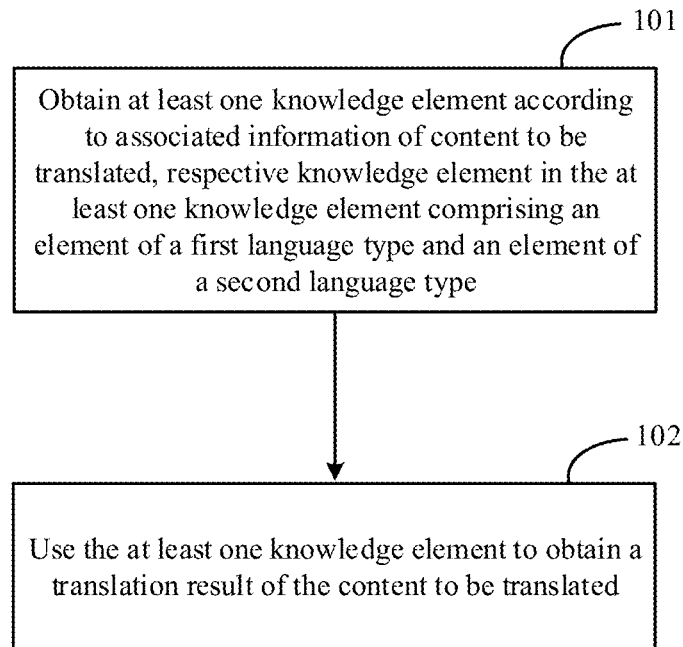 101
Obtain at least one knowledge element according
to associated information of content to be
translated, respective knowledge element in the at
least one knowledge element comprising an
element of a first language type and an element of
a second language type
102
Use the at least one knowledge element to obtain a
translation result of the content to be translated